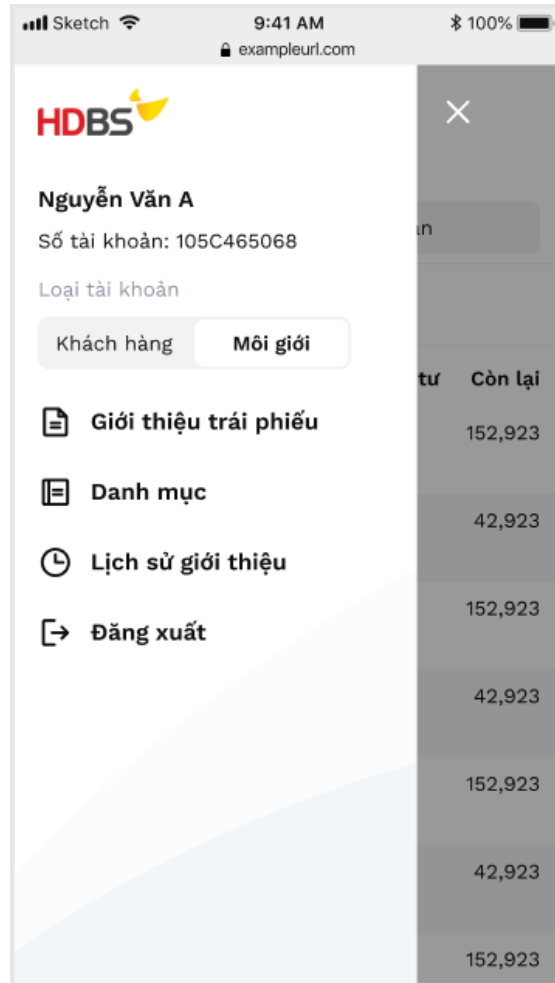 Sketch 9:41 AM 100%
exampleurl.com
HDBS
Nguyễn Văn A
Số tài khoản: 105C465068
Loại tài khoản
Khách hàng Môi giới
Giới thiệu trái phiếu
Danh mục
Lịch sử giới thiệu
Đăng xuất
tư Còn lại
152,923
42,923
152,923
42,923
152,923
42,923
152,923